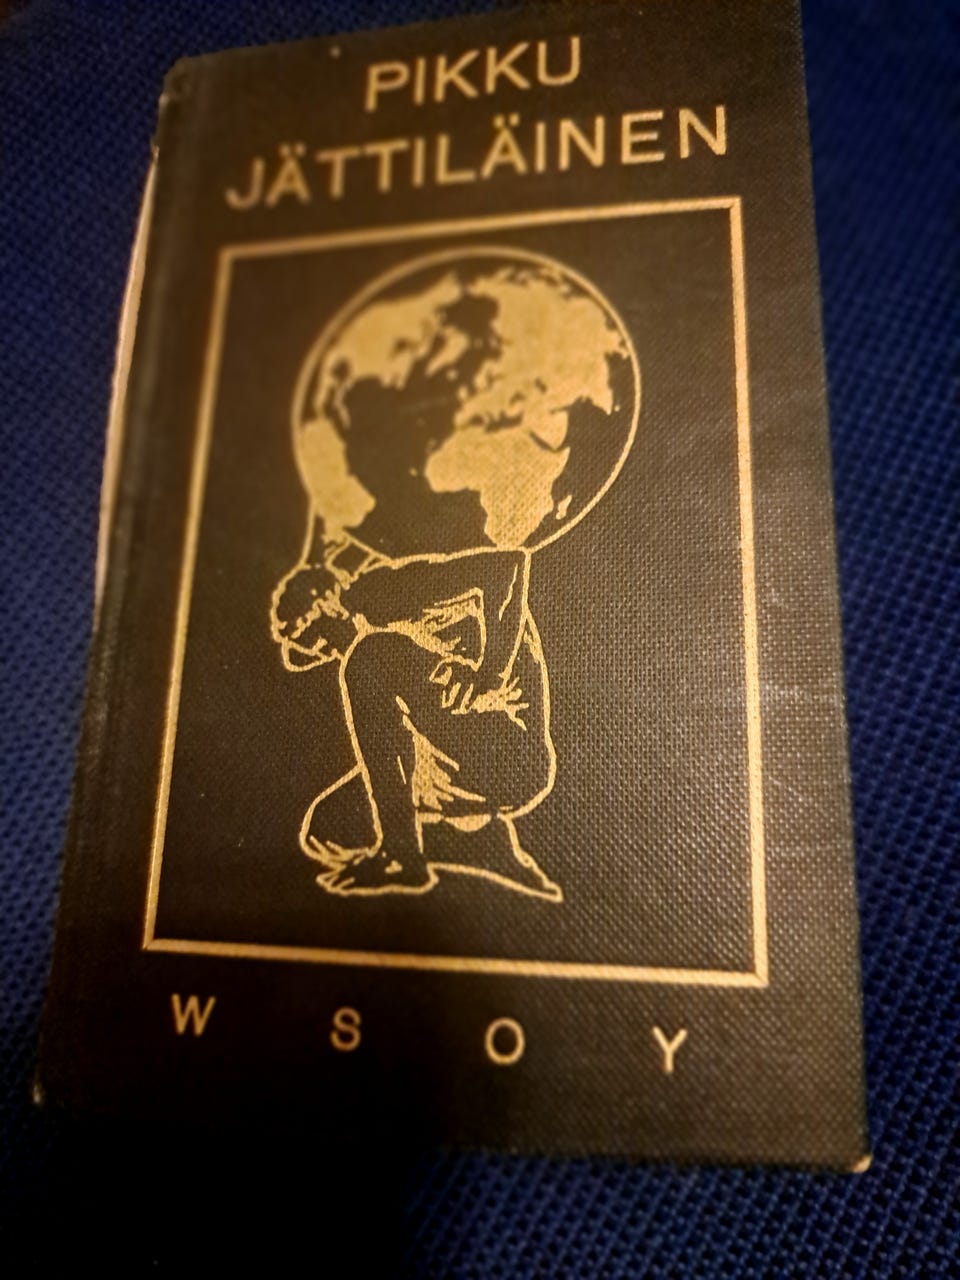 PIKKU
JÄTTILÄINEN
W S O Y